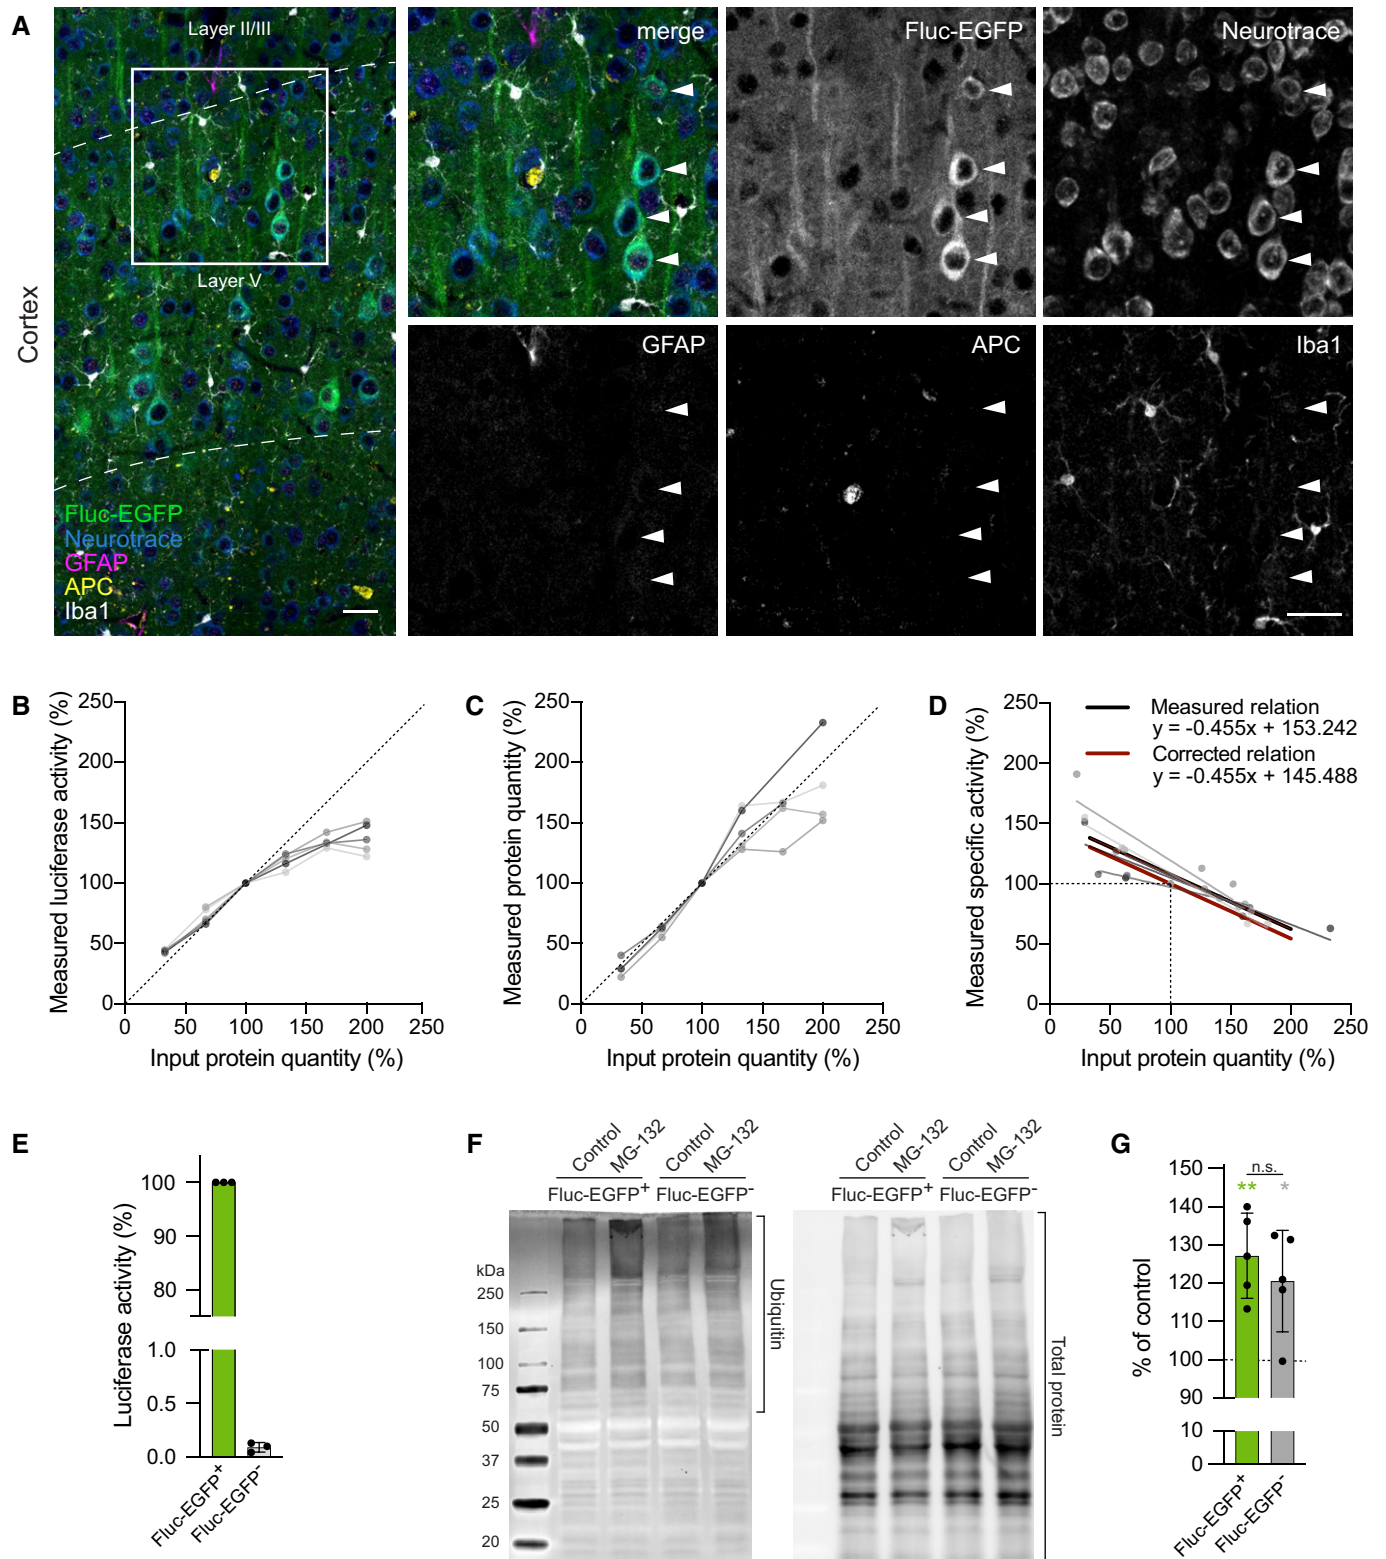 A
Layer II/III
Layer V
Cortex
Fluc-EGFP
Neurotrace
GFAP
APC
Iba1
merge
Fluc-EGFP
Neurotrace
GFAP
APC
Iba1
B
Measured luciferase activity (%)
250
200
150
100
50
0
0 50 100 150 200 250
Input protein quantity (%)
C
Measured protein quantity (%)
250
200
150
100
50
0
0 50 100 150 200 250
Input protein quantity (%)
D
Measured specific activity (%)
250
200
150
100
50
0
0 50 100 150 200 250
Input protein quantity (%)
Measured relation
y = -0.455x + 153.242
Corrected relation
y = -0.455x + 145.488
E
Luciferase activity (%)
100
90
80
1.0
0.5
0.0
Fluc-EGFP+
Fluc-EGFP-
F
Control
MG-132
Control
MG-132
Fluc-EGFP+
Fluc-EGFP-
kDa
250
150
100
75
50
37
25
20
Ubiquitin
Control
MG-132
Control
MG-132
Fluc-EGFP+
Fluc-EGFP-
Total protein
G
% of control
150
140
130
120
110
100
90
10
0
n.s.
**
*
Fluc-EGFP+
Fluc-EGFP-